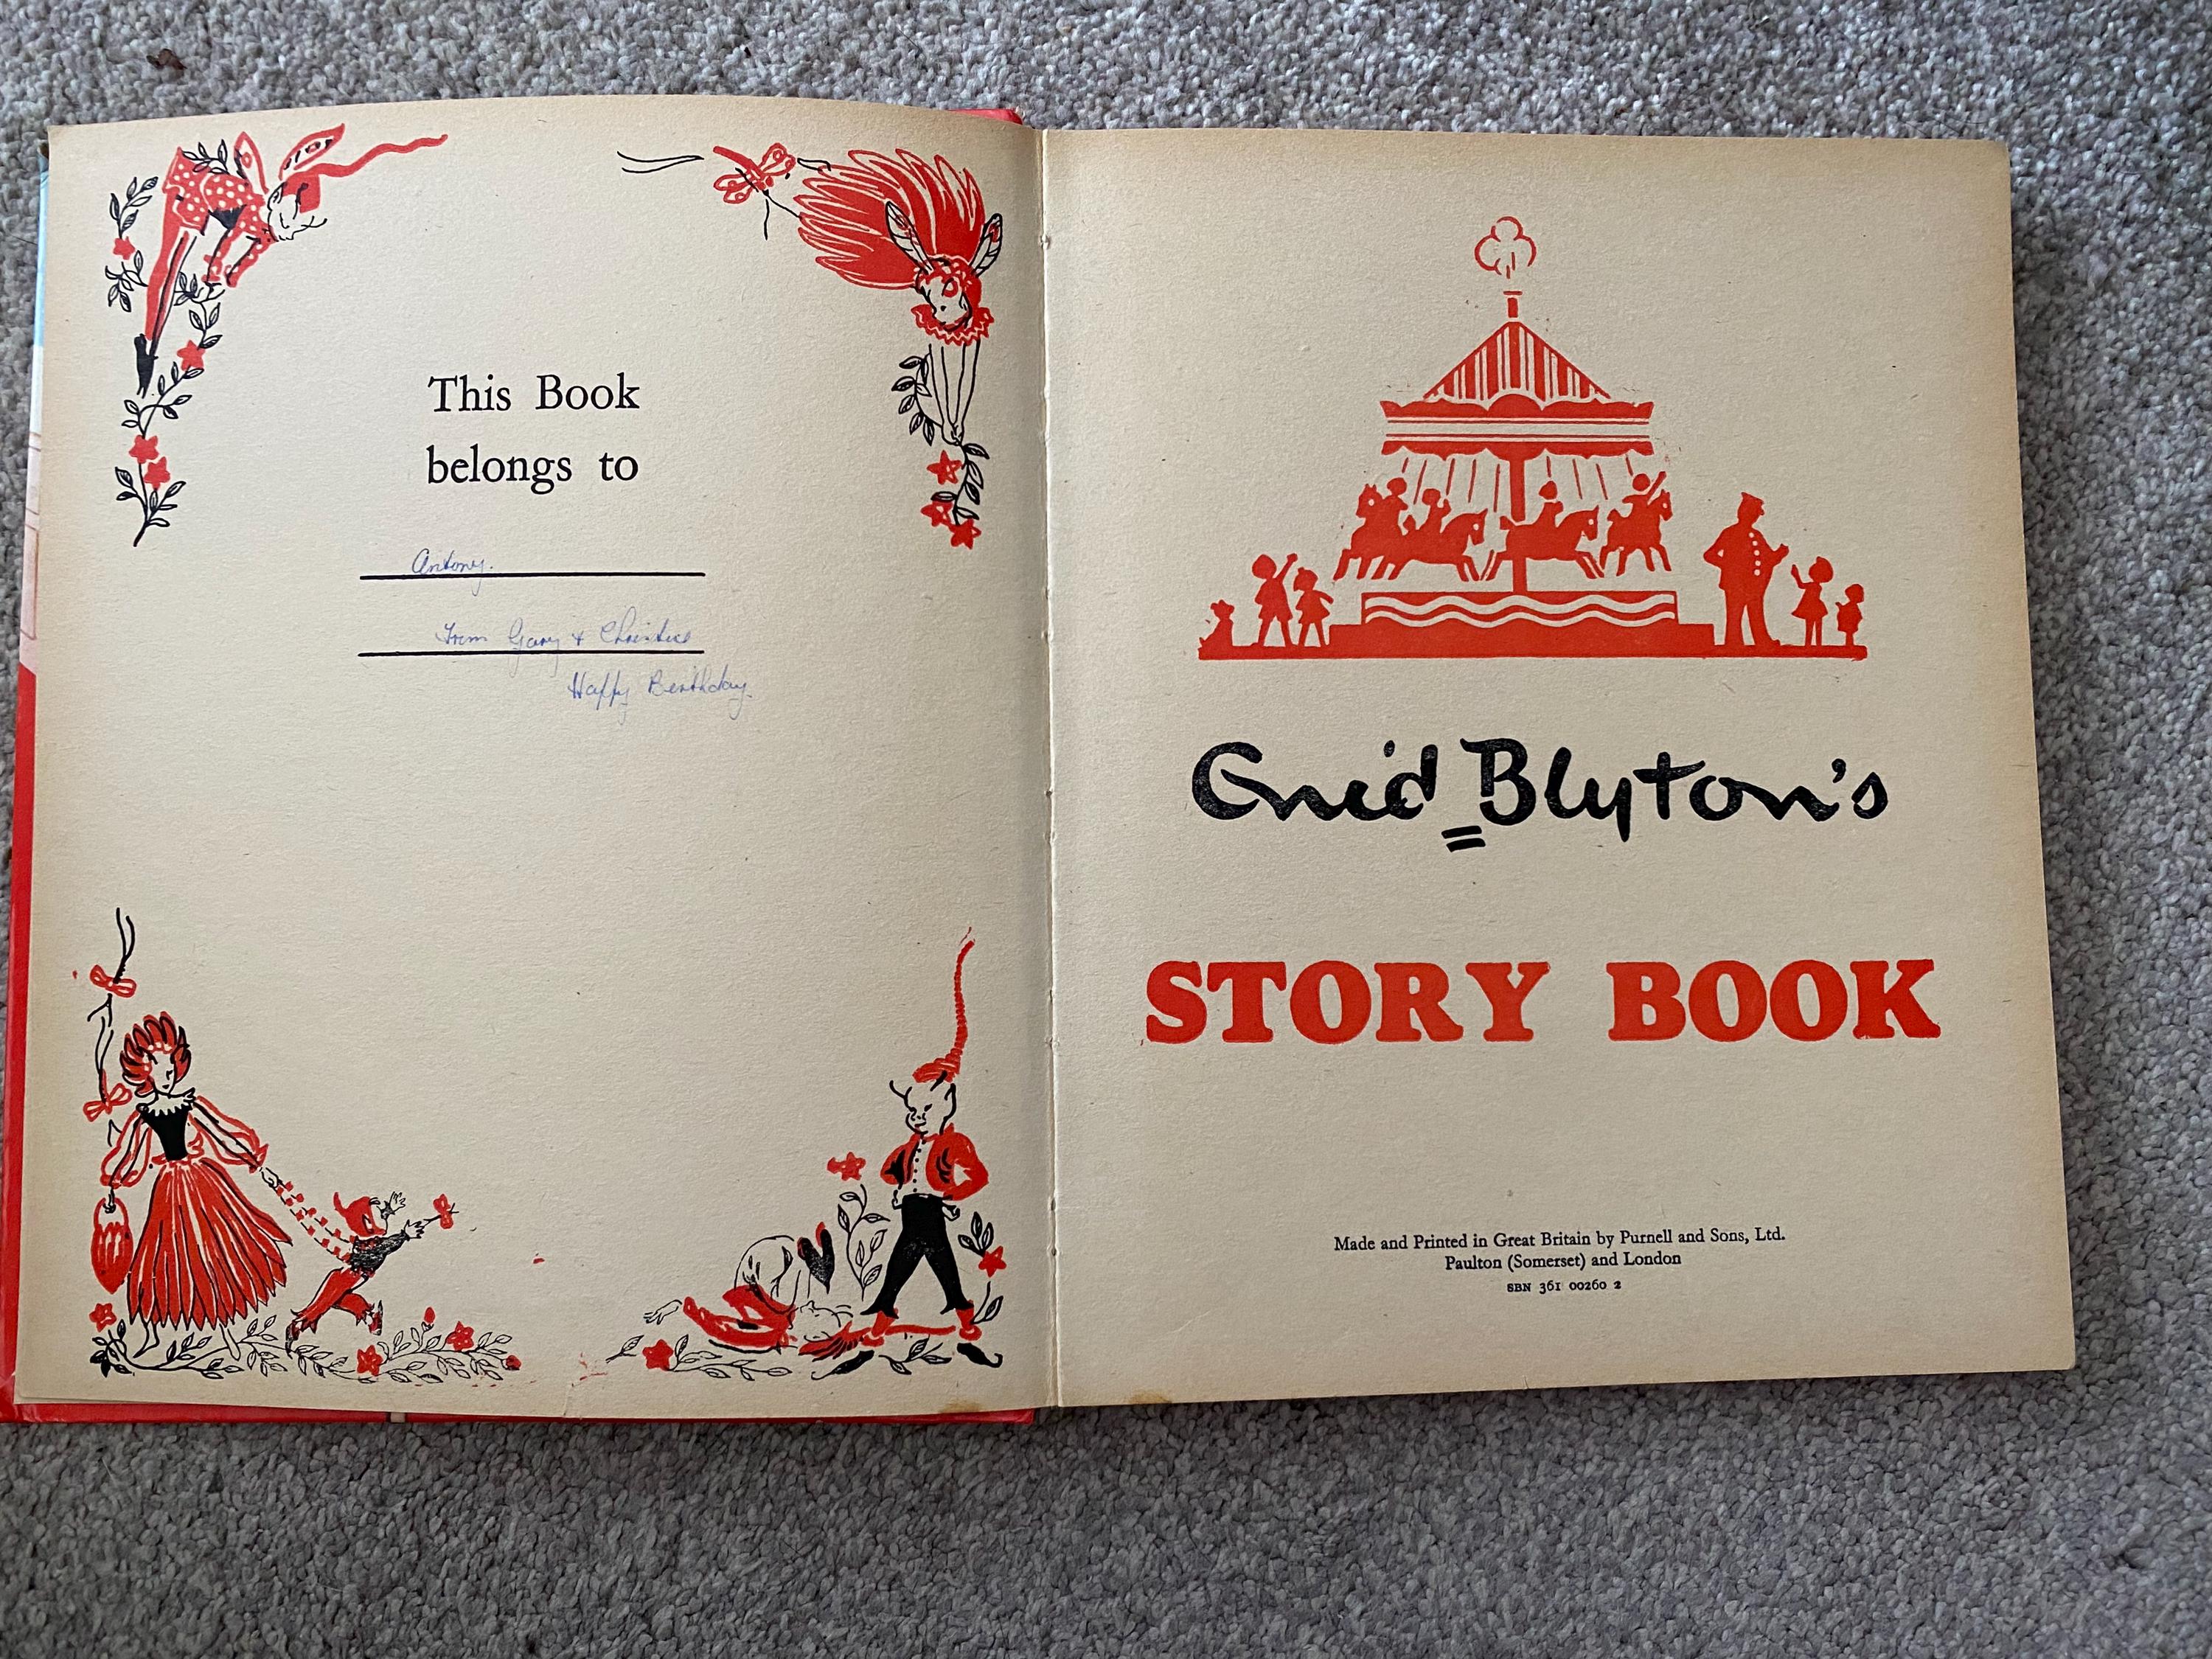 This Book
belongs to
Antony.
From Gary & Christine
Happy Birthday.
Enid Blyton's
STORY BOOK
Made and Printed in Great Britain by Purnell and Sons, Ltd.
Paulton (Somerset) and London
SBN 361 00260 2